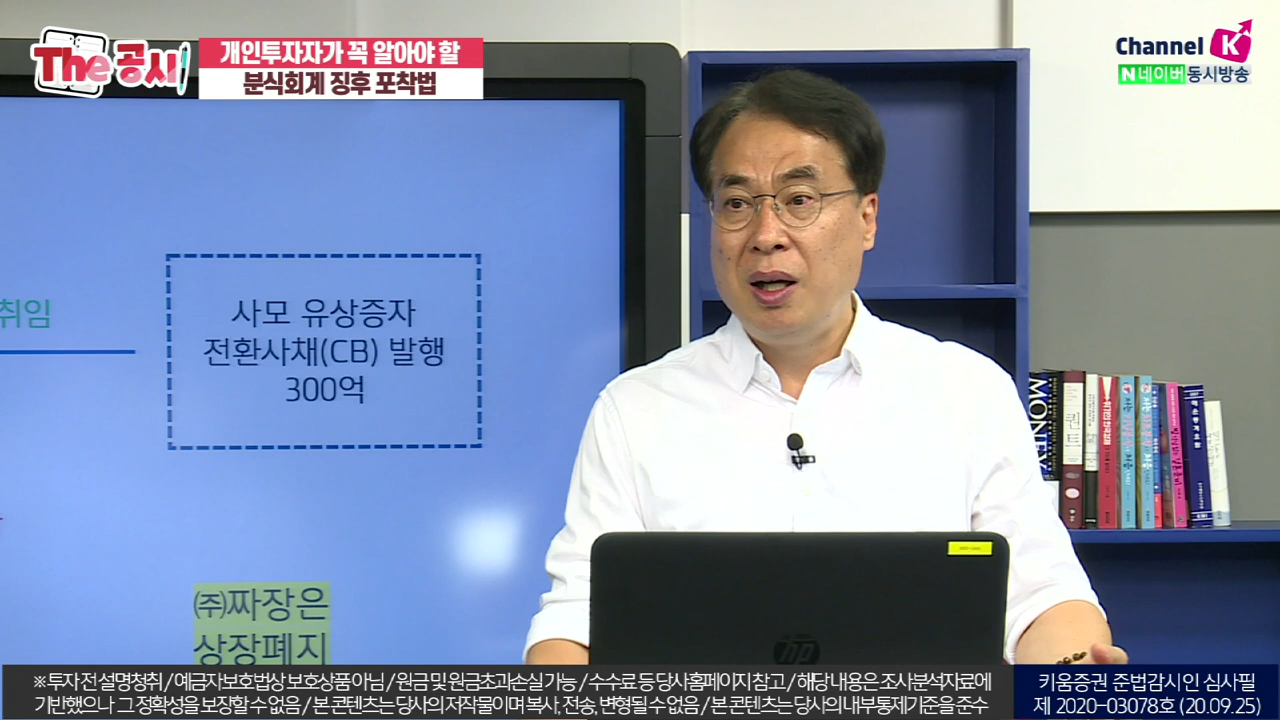 The 공시
개인투자자가 꼭 알아야 할
분식회계 징후 포착법
Channel K
N 네이버 동시방송
취임
사모 유상증자
전환사채(CB) 발행
300억
㈜짜장은
상장폐지
MONEY
퀀트
hp
※ 투자 전 설명청취 / 예금자보호법상 보호상품 아님 / 원금 및 원금초과손실 가능 / 수수료 등 당사홈페이지 참고 / 해당 내용은 조사분석자료에
기반했으나 그 정확성을 보장할 수 없음 / 본 콘텐츠는 당사의 저작물이며 복사, 전송, 변형될 수 없음 / 본 콘텐츠는 당사의 내부통제기준을 준수
키움증권 준법감시인 심사필
제 2020-03078호 (20.09.25)